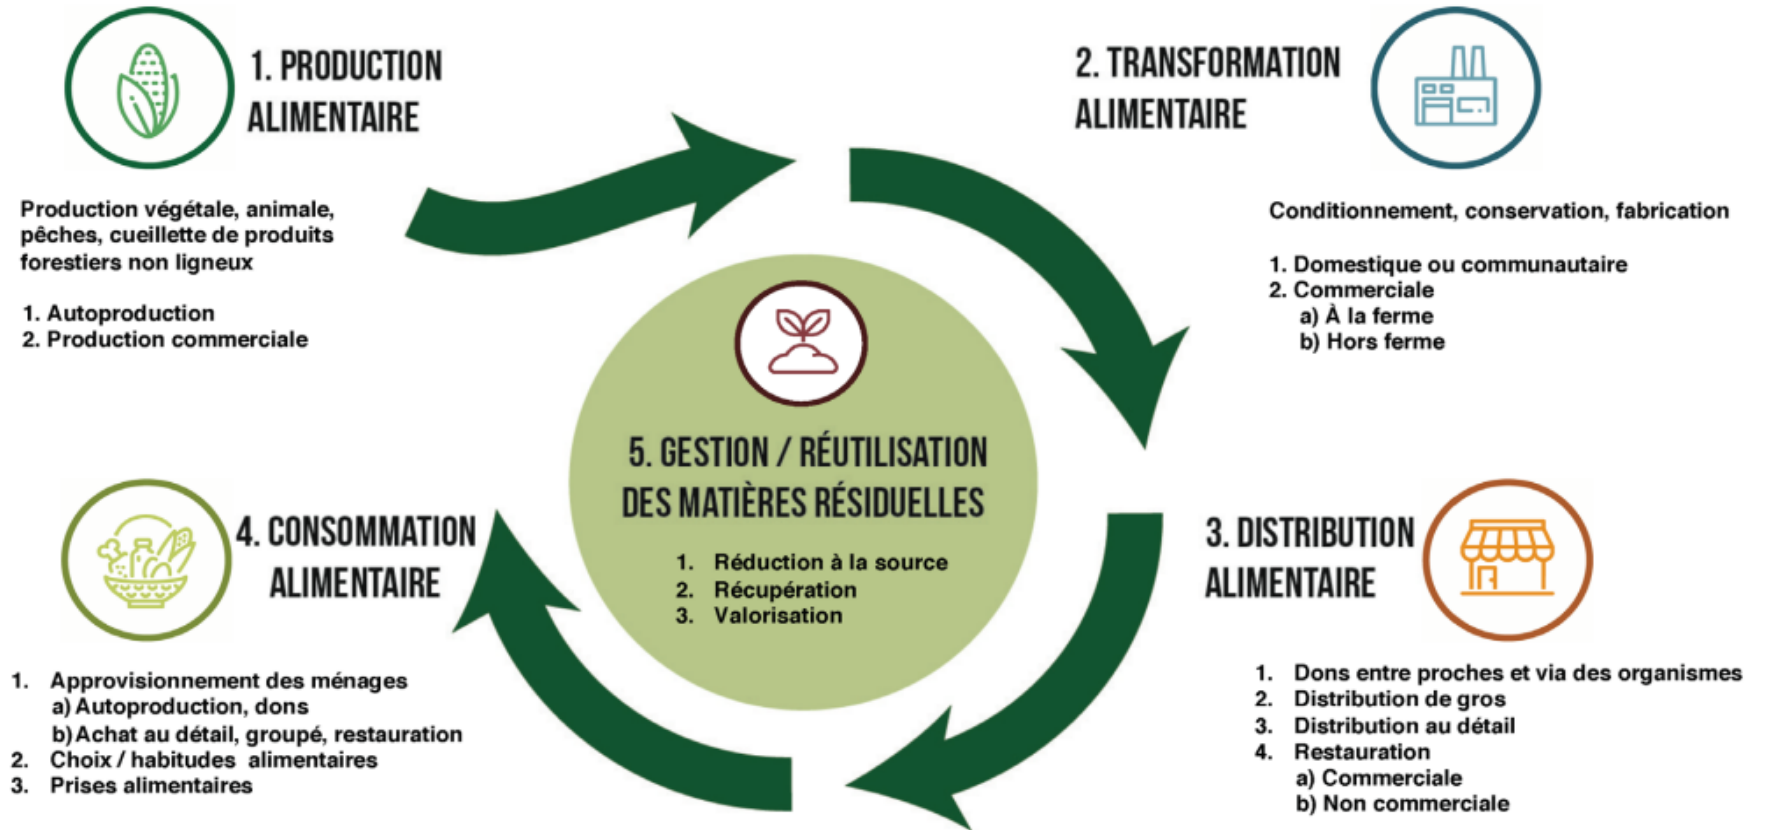 1. PRODUCTION
ALIMENTAIRE
Production végétale, animale,
pêches, cueillette de produits
forestiers non ligneux
1. Autoproduction
2. Production commerciale
2. TRANSFORMATION
ALIMENTAIRE
Conditionnement, conservation, fabrication
1. Domestique ou communautaire
2. Commerciale
a) À la ferme
b) Hors ferme
3. DISTRIBUTION
ALIMENTAIRE
1. Dons entre proches et via des organismes
2. Distribution de gros
3. Distribution au détail
4. Restauration
a) Commerciale
b) Non commerciale
4. CONSOMMATION
ALIMENTAIRE
1. Approvisionnement des ménages
a) Autoproduction, dons
b) Achat au détail, groupé, restauration
2. Choix / habitudes alimentaires
3. Prises alimentaires
5. GESTION / RÉUTILISATION
DES MATIÈRES RÉSIDUELLES
1. Réduction à la source
2. Récupération
3. Valorisation